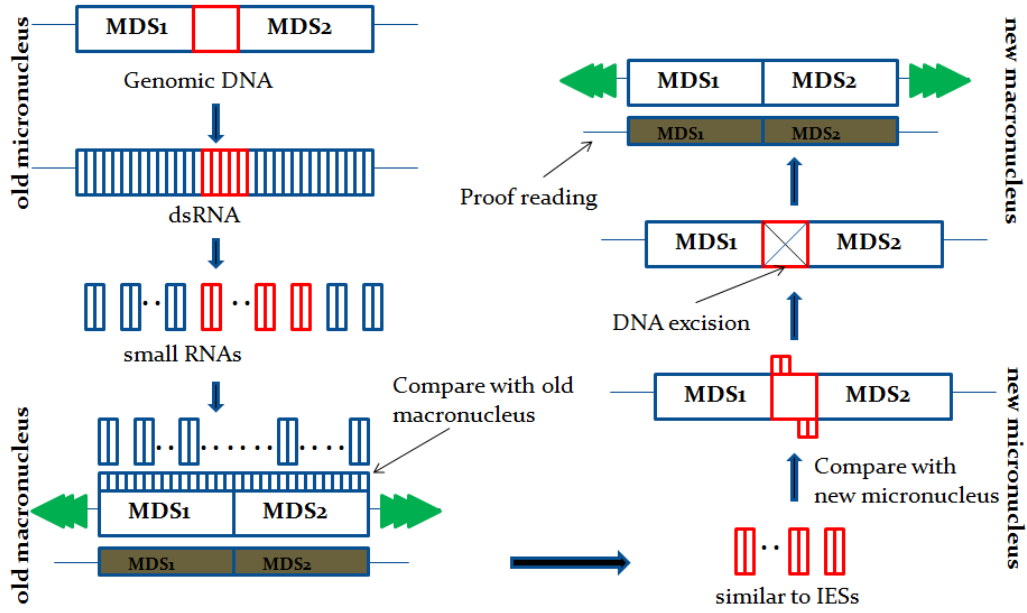 old micronucleus
MDS1 MDS2
Genomic DNA
dsRNA
small RNAs
Compare with old
macronucleus
old macronucleus
MDS1 MDS2
MDS1 MDS2
new macronucleus
MDS1 MDS2
MDS1 MDS2
Proof reading
MDS1 MDS2
DNA excision
new micronucleus
MDS1 MDS2
Compare with
new micronucleus
similar to IESs